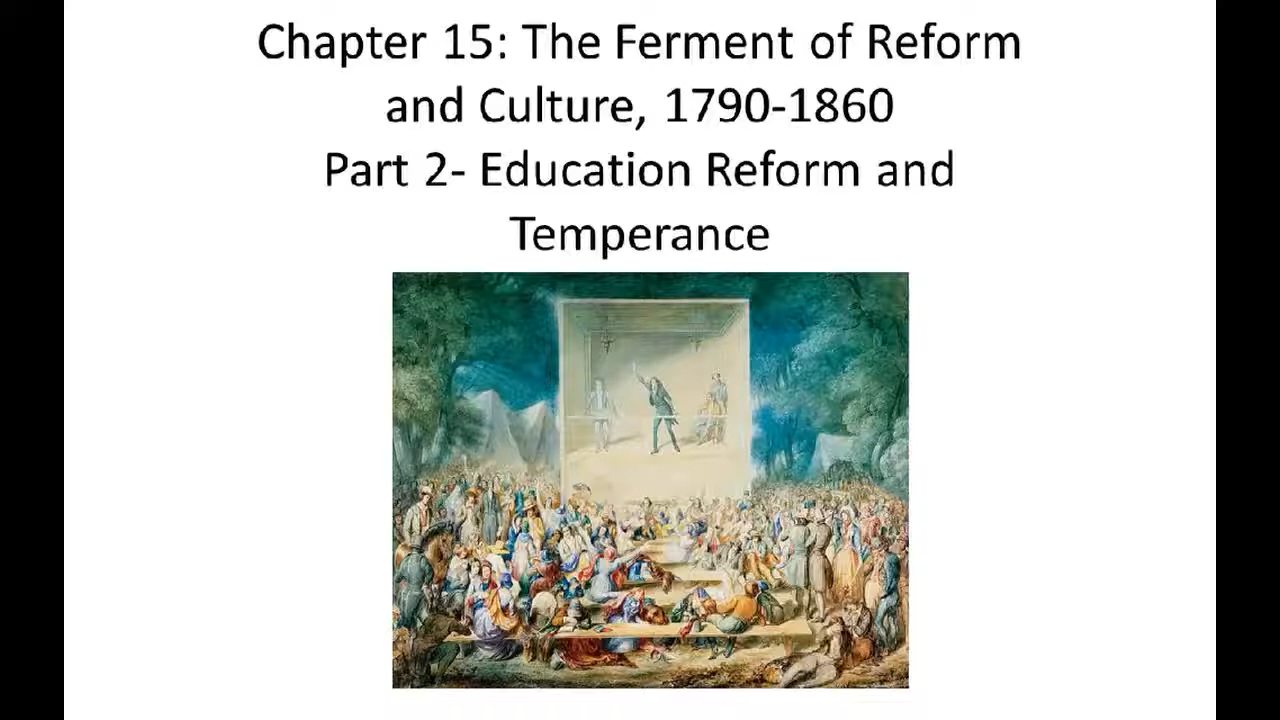 Chapter 15: The Ferment of Reform
and Culture, 1790-1860
Part 2- Education Reform and
Temperance